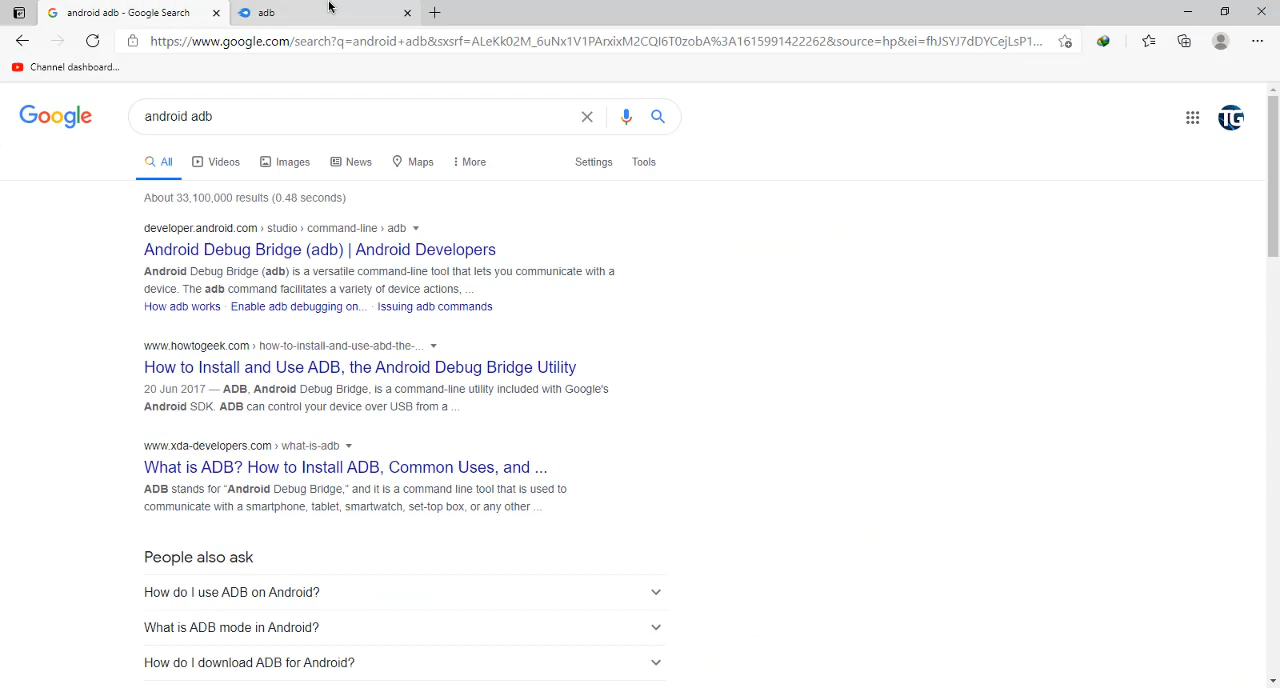 android adb - Google Search
adb
https://www.google.com/search?q=android+adb&sxsrf=ALeKk02M_6uNx1V1PArxixM2CQI6T0zobA%3A1615991422262&source=hp&ei=fhJSYJ7dDYCejLsP1...
Channel dashboard...
Google
android adb
TG
All
Videos
Images
News
Maps
More
Settings
Tools
About 33,100,000 results (0.48 seconds)
developer.android.com › studio › command-line › adb
Android Debug Bridge (adb) | Android Developers
Android Debug Bridge (adb) is a versatile command-line tool that lets you communicate with a
device. The adb command facilitates a variety of device actions, ...
How adb works · Enable adb debugging on... · Issuing adb commands
www.howtogeek.com › how-to-install-and-use-abd-the-...
How to Install and Use ADB, the Android Debug Bridge Utility
20 Jun 2017 — ADB, Android Debug Bridge, is a command-line utility included with Google's
Android SDK. ADB can control your device over USB from a ...
www.xda-developers.com › what-is-adb
What is ADB? How to Install ADB, Common Uses, and ...
ADB stands for “Android Debug Bridge,” and it is a command line tool that is used to
communicate with a smartphone, tablet, smartwatch, set-top box, or any other ...
People also ask
How do I use ADB on Android?
What is ADB mode in Android?
How do I download ADB for Android?